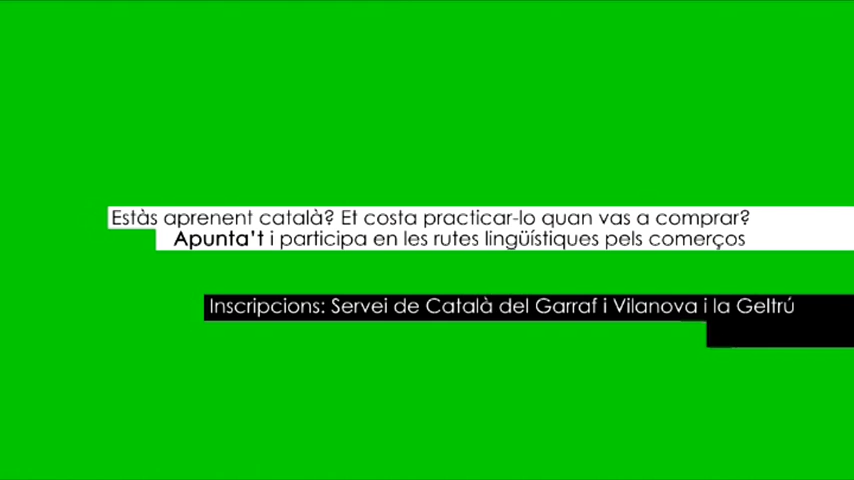 Estàs aprenent català? Et costa practicar-lo quan vas a comprar?
Apunta't i participa en les rutes lingüístiques pels comerços
Inscripcions: Servei de Català del Garraf i Vilanova i la Geltrú